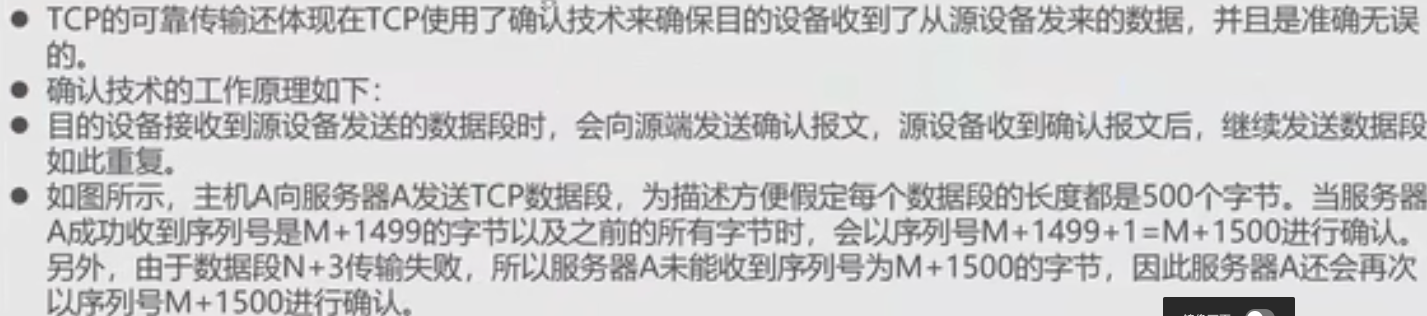 ● TCP的可靠传输还体现在TCP使用了确认技术来确保目的设备收到了从源设备发来的数据，并且是准确无误
的。
● 确认技术的工作原理如下：
● 目的设备接收到源设备发送的数据段时，会向源端发送确认报文，源设备收到确认报文后，继续发送数据段
如此重复。
● 如图所示，主机A向服务器A发送TCP数据段，为描述方便假定每个数据段的长度都是500个字节。当服务器
A成功收到序列号是M+1499的字节以及之前的所有字节时，会以序列号M+1499+1=M+1500进行确认。
另外，由于数据段N+3传输失败，所以服务器A未能收到序列号为M+1500的字节，因此服务器A还会再次
以序列号M+1500进行确认。